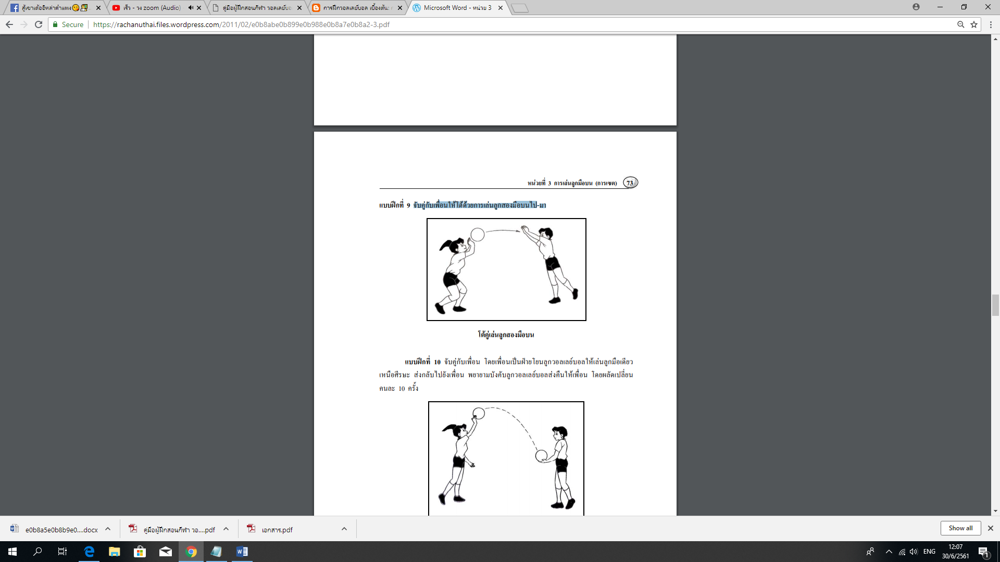 สู้เขาเด้ออิหล่าคำแพง
เร็ว - วง zoom (Audio)
คู่มือผู้ฝึกสอนกีฬา วอลเลย์บอ
การฝึกวอลเลย์บอล เบื้องต้น:
Microsoft Word - หน่วย 3
Secure
https://rachanuthai.files.wordpress.com/2011/02/e0b8abe0b899e0b988e0b8a7e0b8a2-3.pdf
หน่วยที่ 3 การเล่นลูกมือบน (การเซต) 73
แบบฝึกที่ 9 จับคู่กับเพื่อนให้โต้ด้วยการเล่นลูกสองมือบนไป-มา
โต้คู่เล่นลูกสองมือบน
แบบฝึกที่ 10 จับคู่กับเพื่อน โดยเพื่อนเป็นฝ่ายโยนลูกวอลเลย์บอลให้เล่นลูกมือเดียว
เหนือศีรษะ ส่งกลับไปยังเพื่อน พยายามบังคับลูกวอลเลย์บอลส่งคืนให้เพื่อน โดยผลัดเปลี่ยน
คนละ 10 ครั้ง
e0b8a5e0b8b9e0....docx
คู่มือผู้ฝึกสอนกีฬา วอ....pdf
เอกสาร.pdf
Show all
ENG
12:07
30/6/2561
1